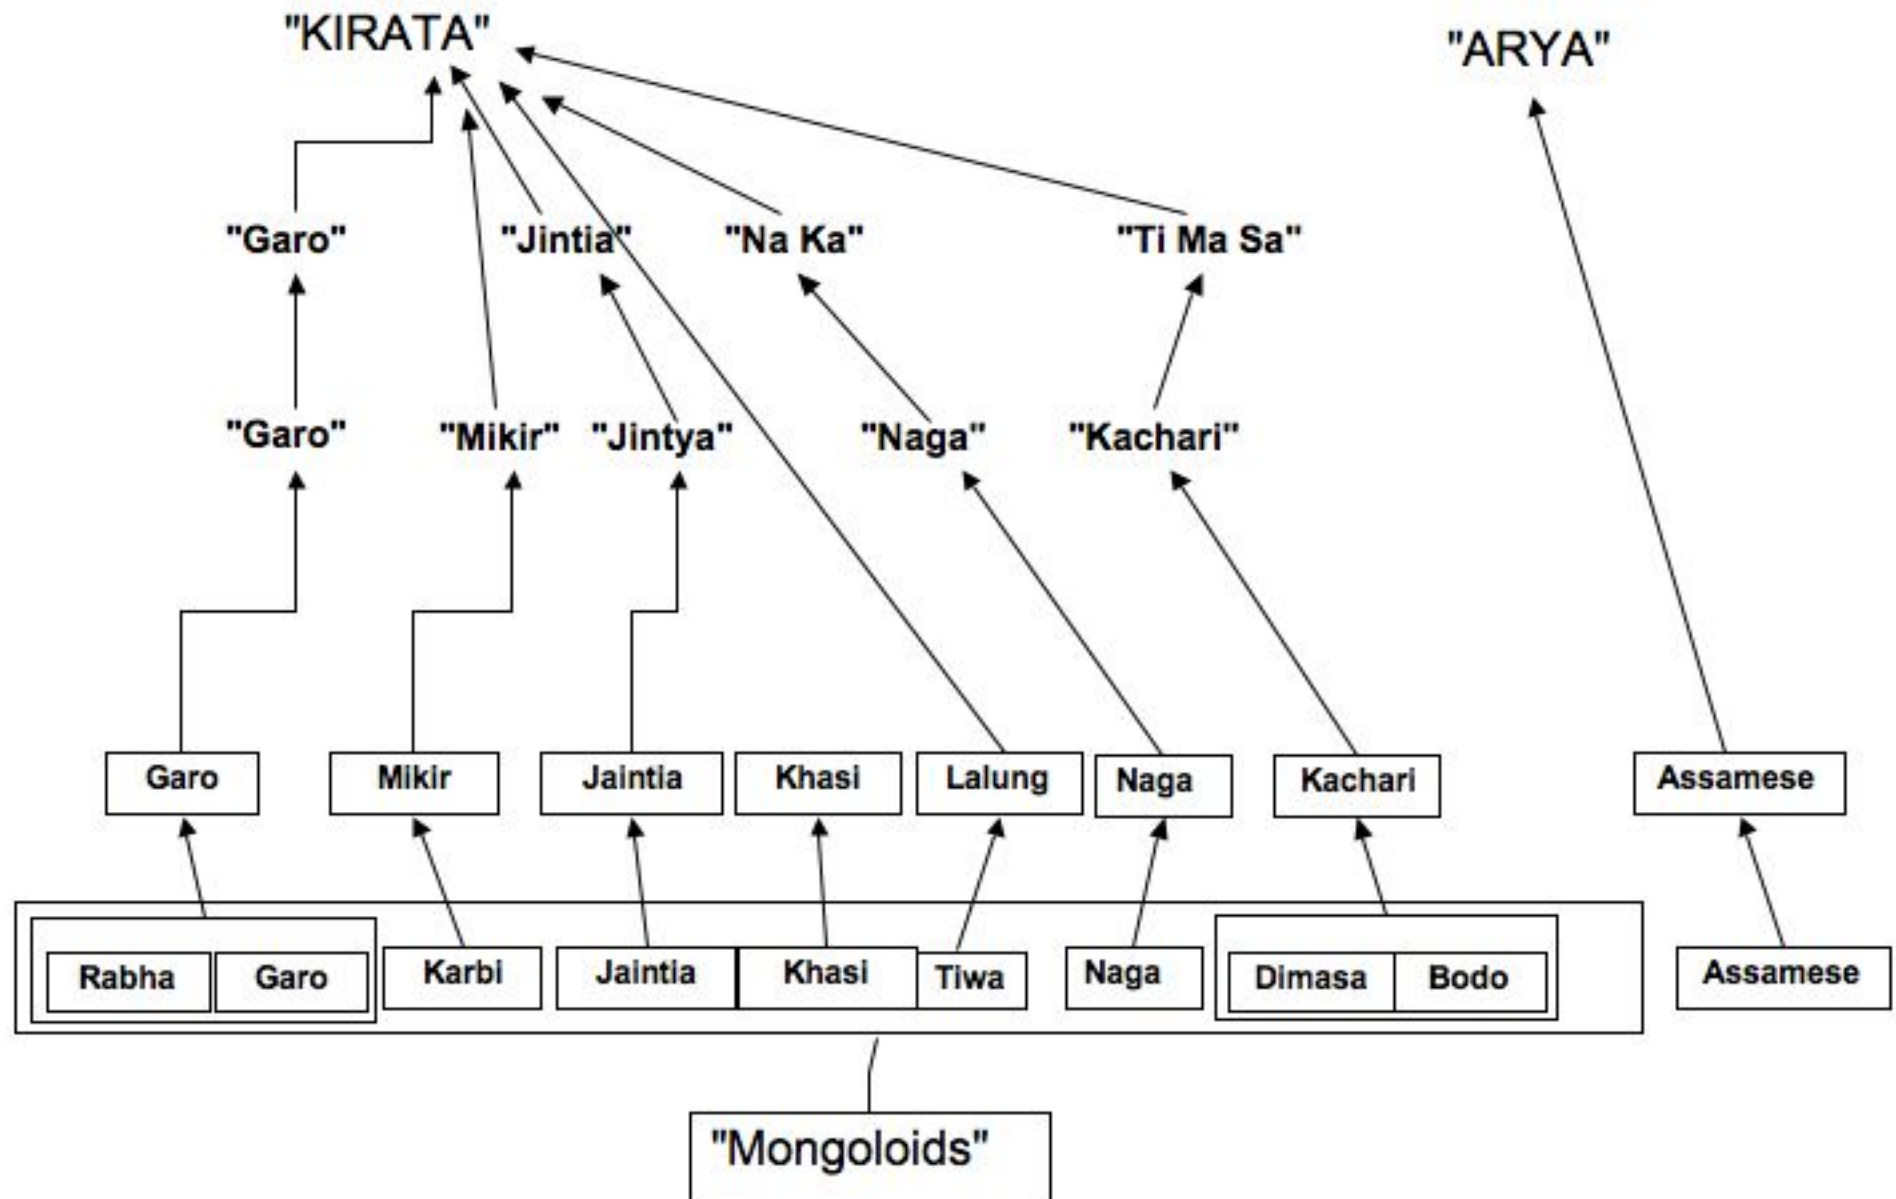 "KIRATA"
"ARYA"
"Garo"
"Jintia"
"Na Ka"
"Ti Ma Sa"
"Garo"
"Mikir"
"Jintya"
"Naga"
"Kachari"
Garo
Mikir
Jaintia
Khasi
Lalung
Naga
Kachari
Assamese
Rabha
Garo
Karbi
Jaintia
Khasi
Tiwa
Naga
Dimasa
Bodo
Assamese
"Mongoloids"